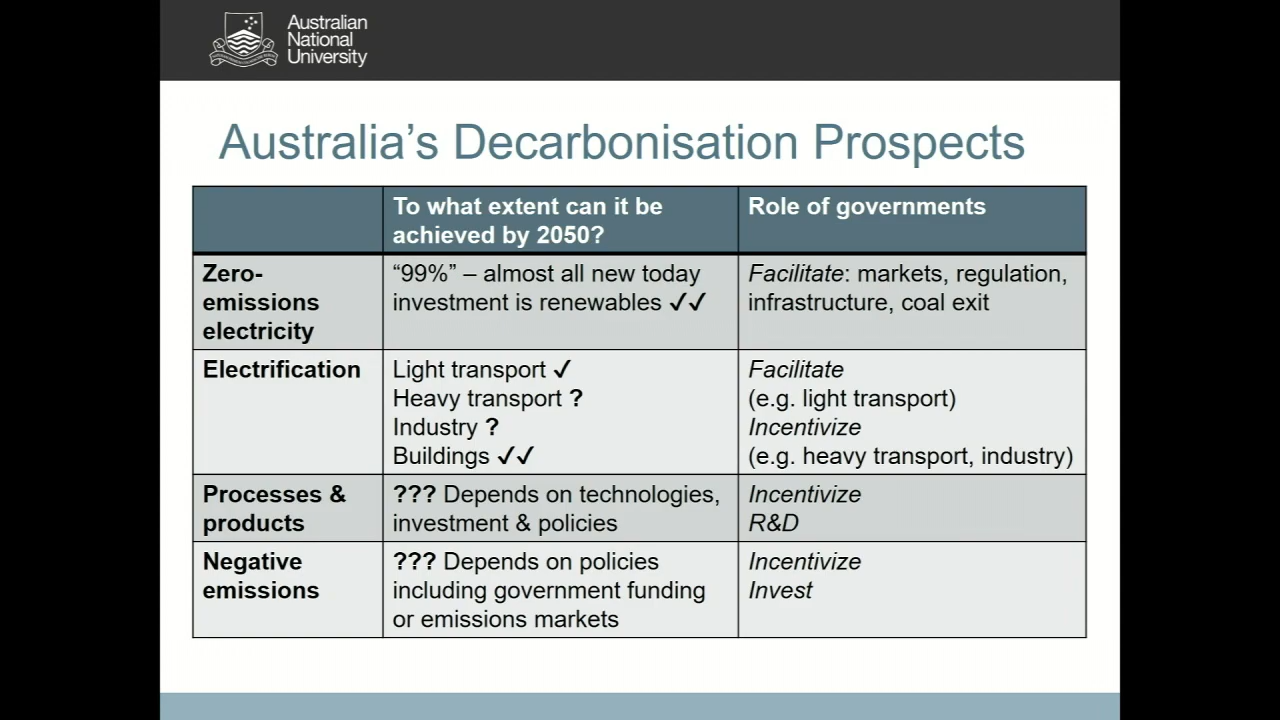 Australian
National
University
Australia's Decarbonisation Prospects
To what extent can it be
achieved by 2050?
Role of governments
Zero-
emissions
electricity
“99%” – almost all new today
investment is renewables ✓✓
Facilitate: markets, regulation,
infrastructure, coal exit
Electrification
Light transport ✓
Heavy transport ?
Industry ?
Buildings ✓✓
Facilitate
(e.g. light transport)
Incentivize
(e.g. heavy transport, industry)
Processes &
products
??? Depends on technologies,
investment & policies
Incentivize
R&D
Negative
emissions
??? Depends on policies
including government funding
or emissions markets
Incentivize
Invest